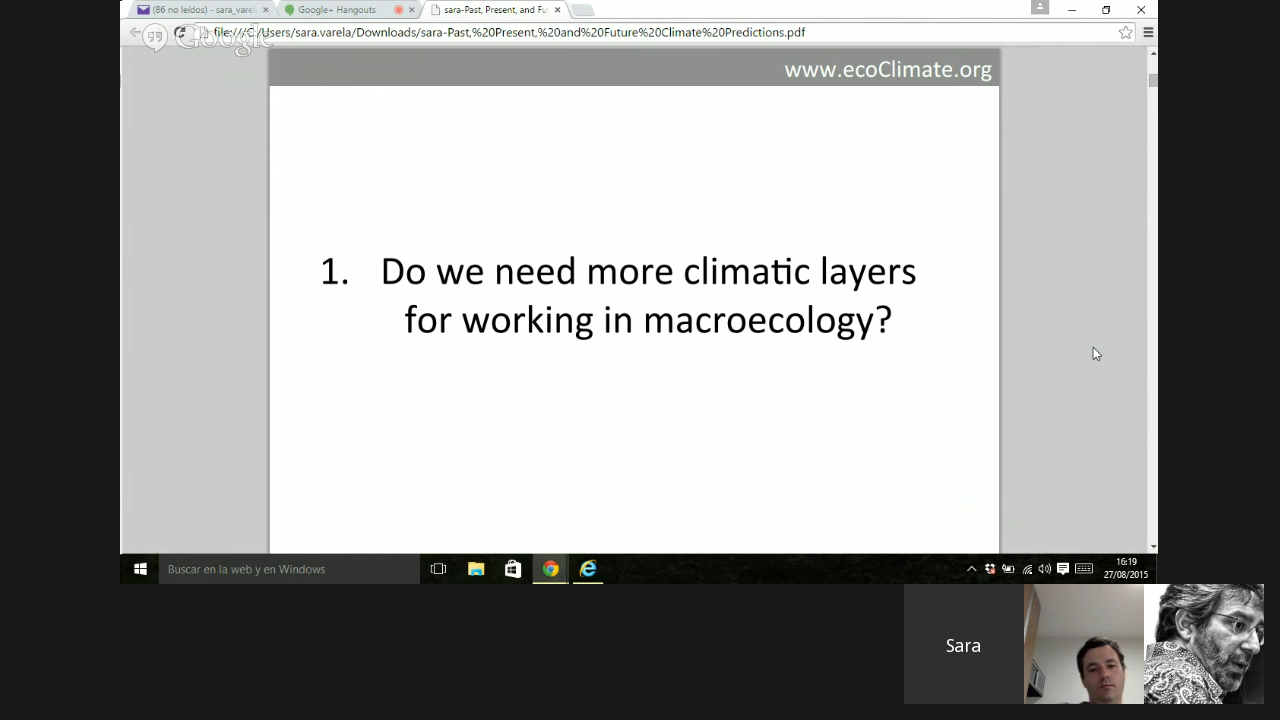 (86 no leídos) - sara_vare
Google+ Hangouts
sara-Past, Present, and Fu
file:///C:/Users/sara.varela/Downloads/sara-Past,%20Present,%20and%20Future%20Climate%20Predictions.pdf
Google
www.ecoClimate.org
1. Do we need more climatic layers
for working in macroecology?
Buscar en la web y en Windows
16:19
27/08/2015
Sara